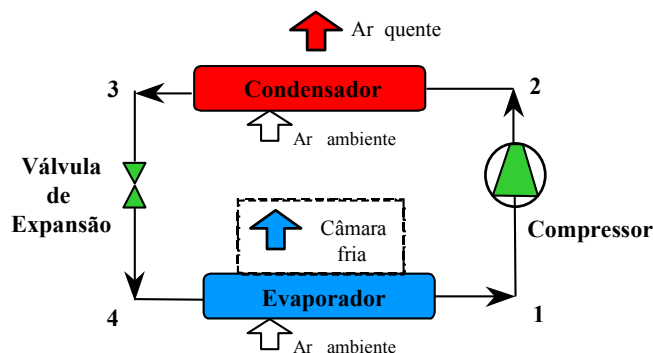 Ar quente
3
Condensador
2
Ar ambiente
Válvula
de
Expansão
Câmara
fria
Compressor
Evaporador
4
1
Ar ambiente